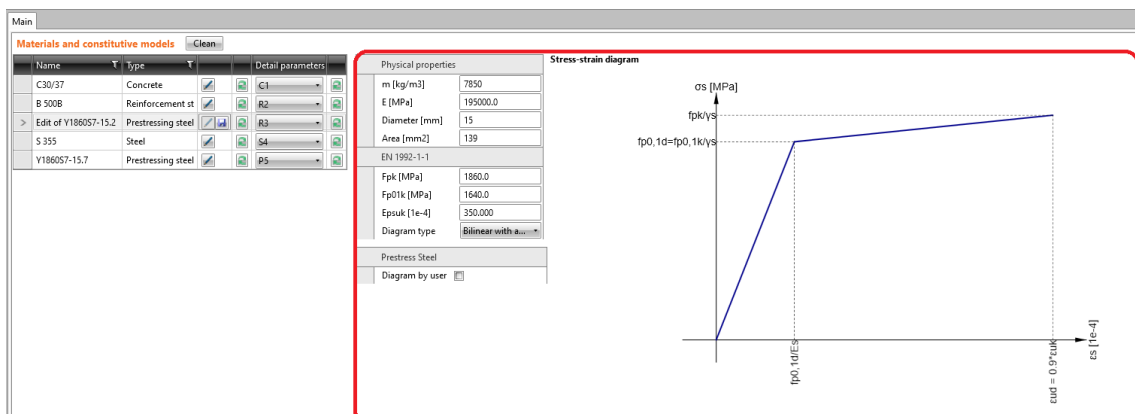 Main
Materials and constitutive models Clean
Name Type Detail parameters
C30/37 Concrete C1
B 500B Reinforcement st R2
> Edit of Y1860S7-15.2 Prestressing steel R3
S 355 Steel S4
Y1860S7-15.7 Prestressing steel P5
Physical properties
m [kg/m3] 7850
E [MPa] 195000.0
Diameter [mm] 15
Area [mm2] 139
EN 1992-1-1
Fpk [MPa] 1860.0
Fp01k [MPa] 1640.0
Epsuk [1e-4] 350.000
Diagram type Bilinear with a...
Prestress Steel
Diagram by user
Stress-strain diagram
σs [MPa]
fpk/γs
fp0,1d=fp0,1k/γs
fp0,1d/Es
εud = 0.9*εuk
εs [1e-4]